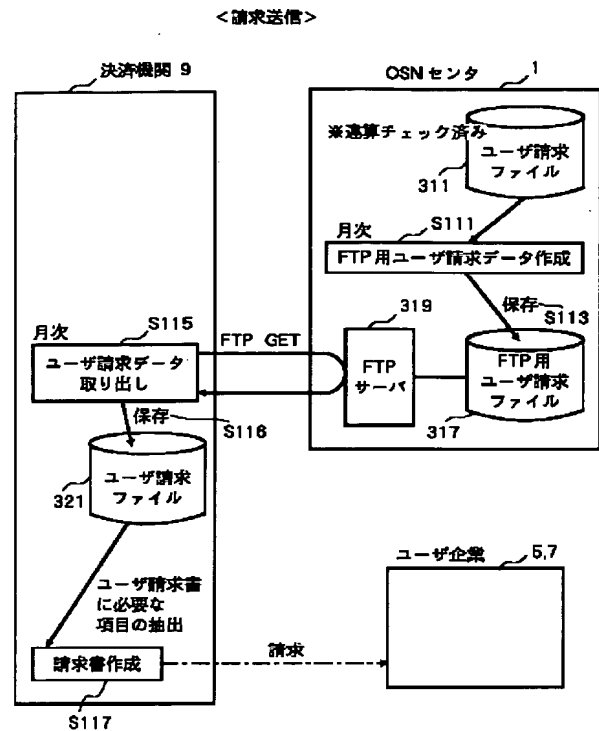 <請求送信>
決済機関 9
OSNセンタ
1
※違算チェック済み
ユーザ請求
ファイル
311
月次
S111
FTP用ユーザ請求データ作成
保存
S113
FTP用
ユーザ請求
ファイル
317
319
FTP
サーバ
FTP GET
月次
S115
ユーザ請求データ
取り出し
保存
S116
ユーザ請求
ファイル
321
ユーザ請求書
に必要な
項目の抽出
請求書作成
S117
請求
ユーザ企業
5,7